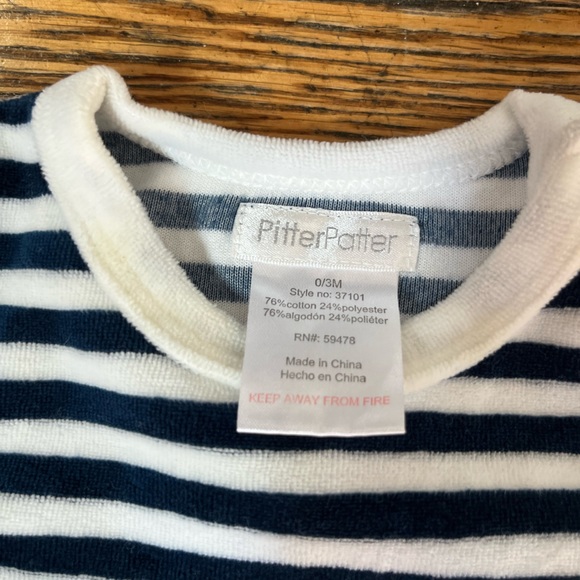 PitterPatter
0/3M
Style no: 37101
76%cotton 24%polyester
76%algodón 24%poliéter
RN#: 59478
Made in China
Hecho en China
KEEP AWAY FROM FIRE